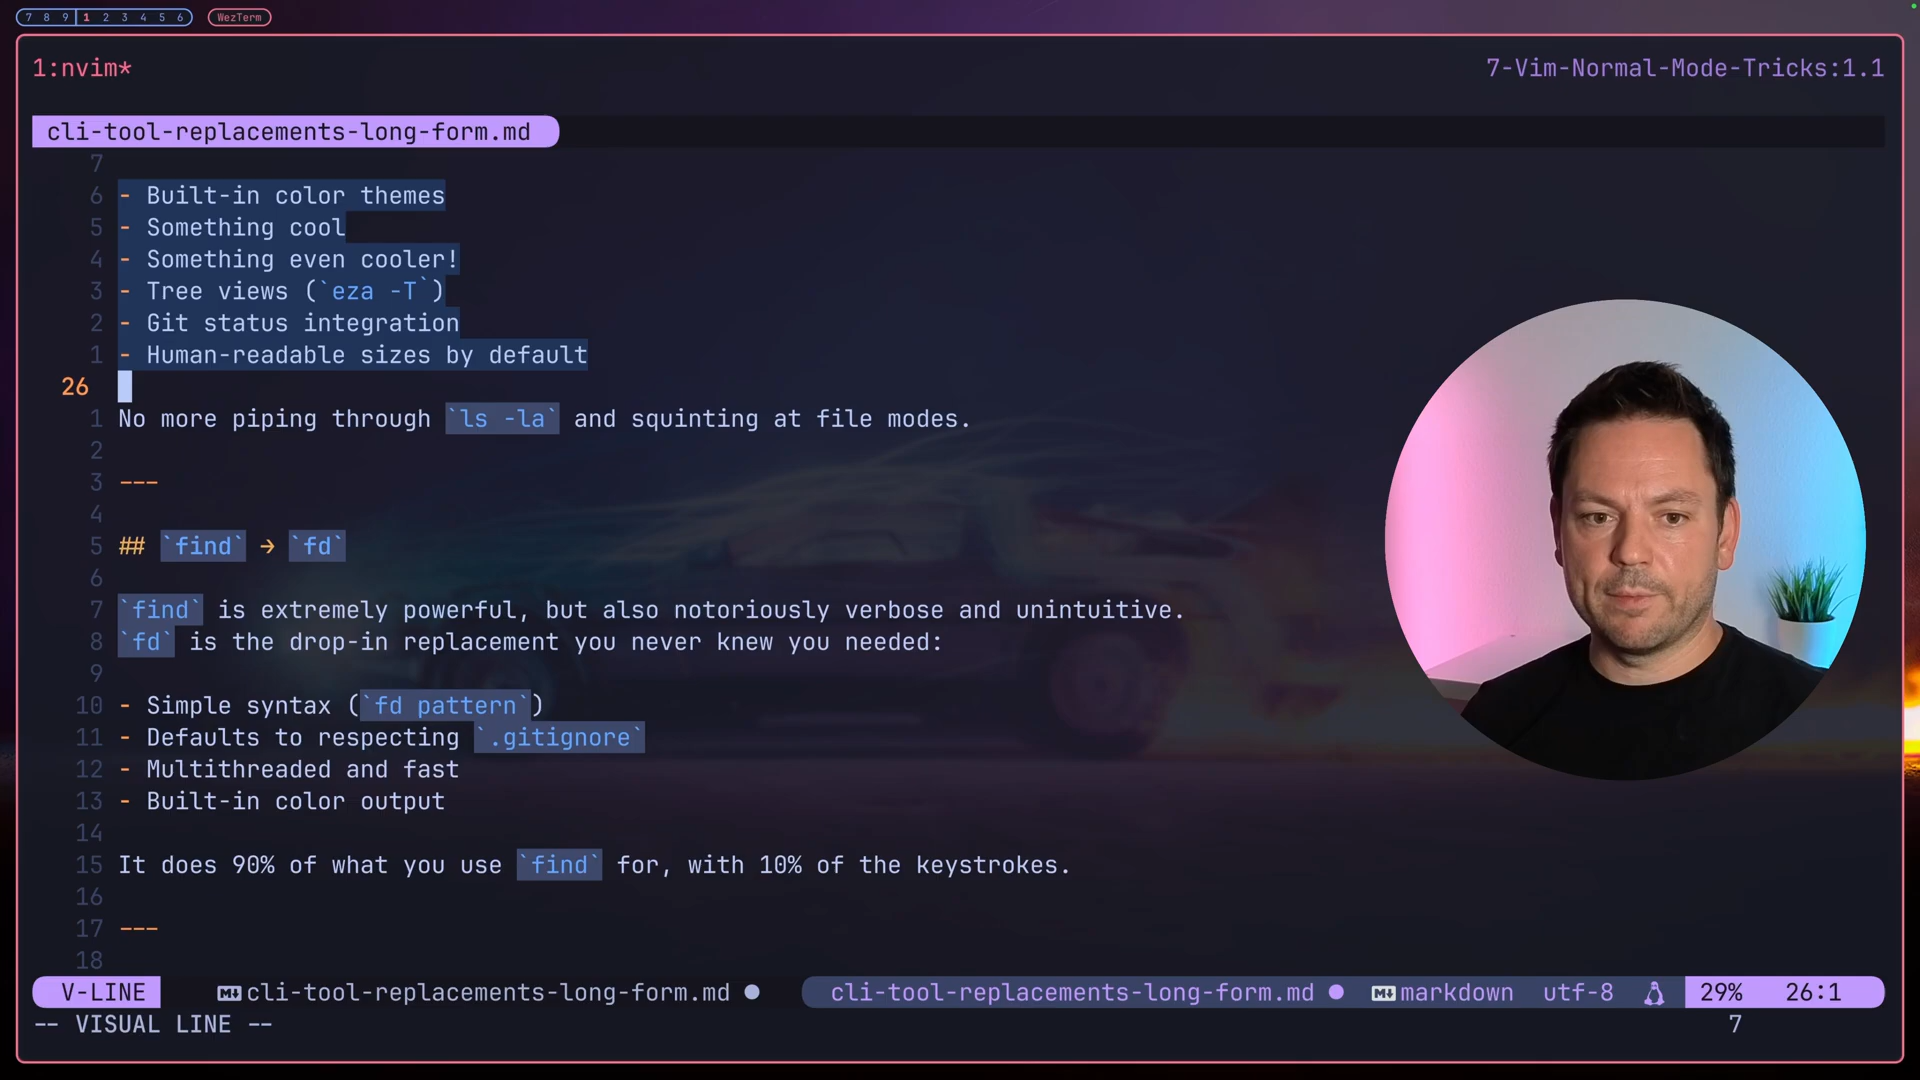 7 8 9 1 2 3 4 5 6 WezTerm
1:nvim* 7-Vim-Normal-Mode-Tricks:1.1
cli-tool-replacements-long-form.md
7
6 - Built-in color themes
5 - Something cool
4 - Something even cooler!
3 - Tree views (`eza -T`)
2 - Git status integration
1 - Human-readable sizes by default
26
1 No more piping through `ls -la` and squinting at file modes.
2
3 ---
4
5 ## `find` → `fd`
6
7 `find` is extremely powerful, but also notoriously verbose and unintuitive.
8 `fd` is the drop-in replacement you never knew you needed:
9
10 - Simple syntax (`fd pattern`)
11 - Defaults to respecting `.gitignore`
12 - Multithreaded and fast
13 - Built-in color output
14
15 It does 90% of what you use `find` for, with 10% of the keystrokes.
16
17 ---
18
V-LINE M↓ cli-tool-replacements-long-form.md ● cli-tool-replacements-long-form.md ● M↓ markdown utf-8 29% 26:1
-- VISUAL LINE -- 7